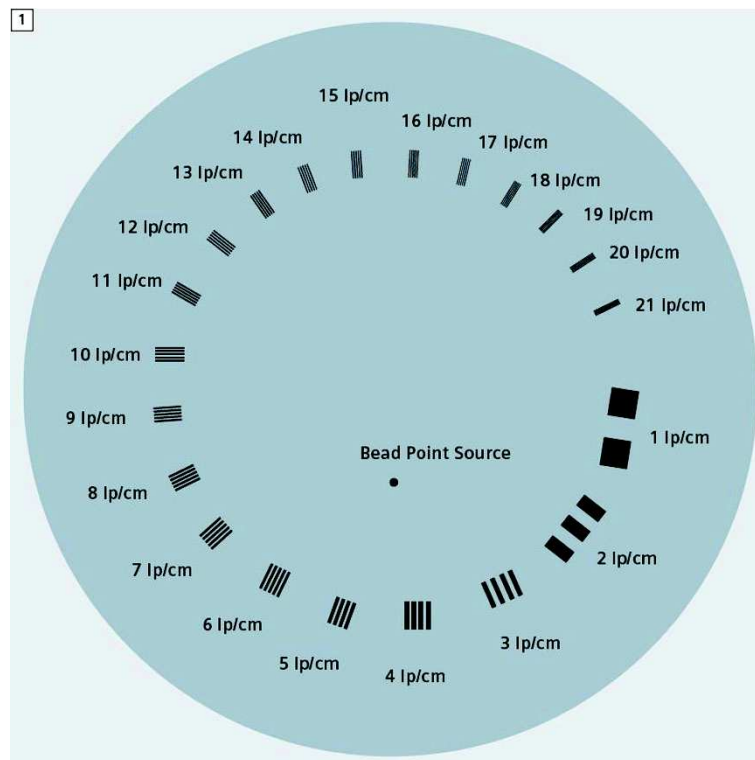 1
15 lp/cm
16 lp/cm
14 lp/cm
17 lp/cm
13 lp/cm
18 lp/cm
12 lp/cm
19 lp/cm
20 lp/cm
11 lp/cm
21 lp/cm
10 lp/cm
9 lp/cm
1 lp/cm
Bead Point Source
8 lp/cm
2 lp/cm
7 lp/cm
6 lp/cm
3 lp/cm
5 lp/cm
4 lp/cm